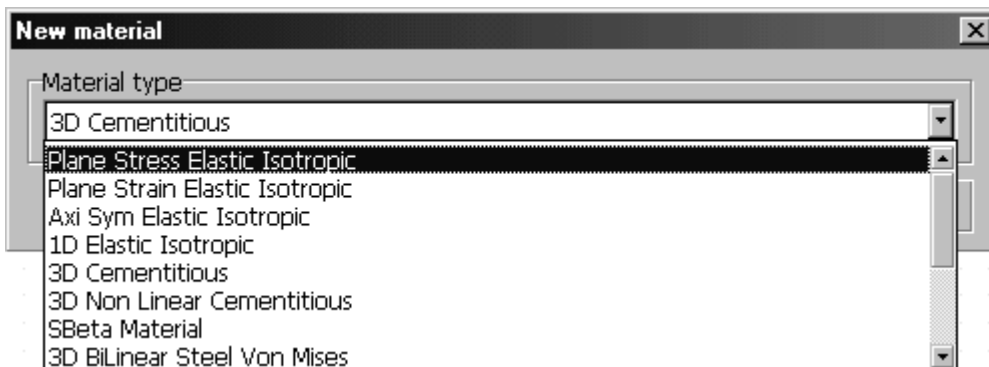 New material
Material type
3D Cementitious
Plane Stress Elastic Isotropic
Plane Strain Elastic Isotropic
Axi Sym Elastic Isotropic
1D Elastic Isotropic
3D Cementitious
3D Non Linear Cementitious
SBeta Material
3D BiLinear Steel Von Mises